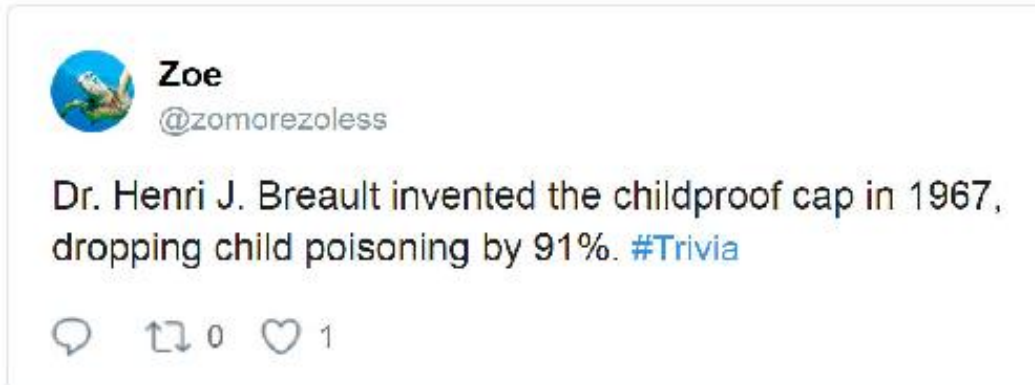 Zoe
@zomorezoless
Dr. Henri J. Breault invented the childproof cap in 1967,
dropping child poisoning by 91%. #Trivia
0 1